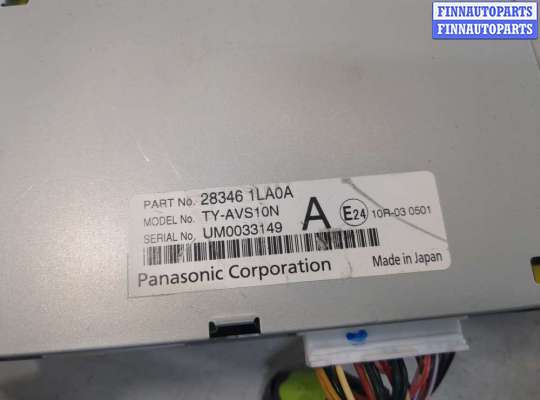 FINNAUTOPARTS
FINNAUTOPARTS
PART No. 28346 1LA0A
MODEL No. TY-AVS10N
SERIAL No. UM0033149
A
E24 10R-03 0501
Panasonic Corporation
Made in Japan